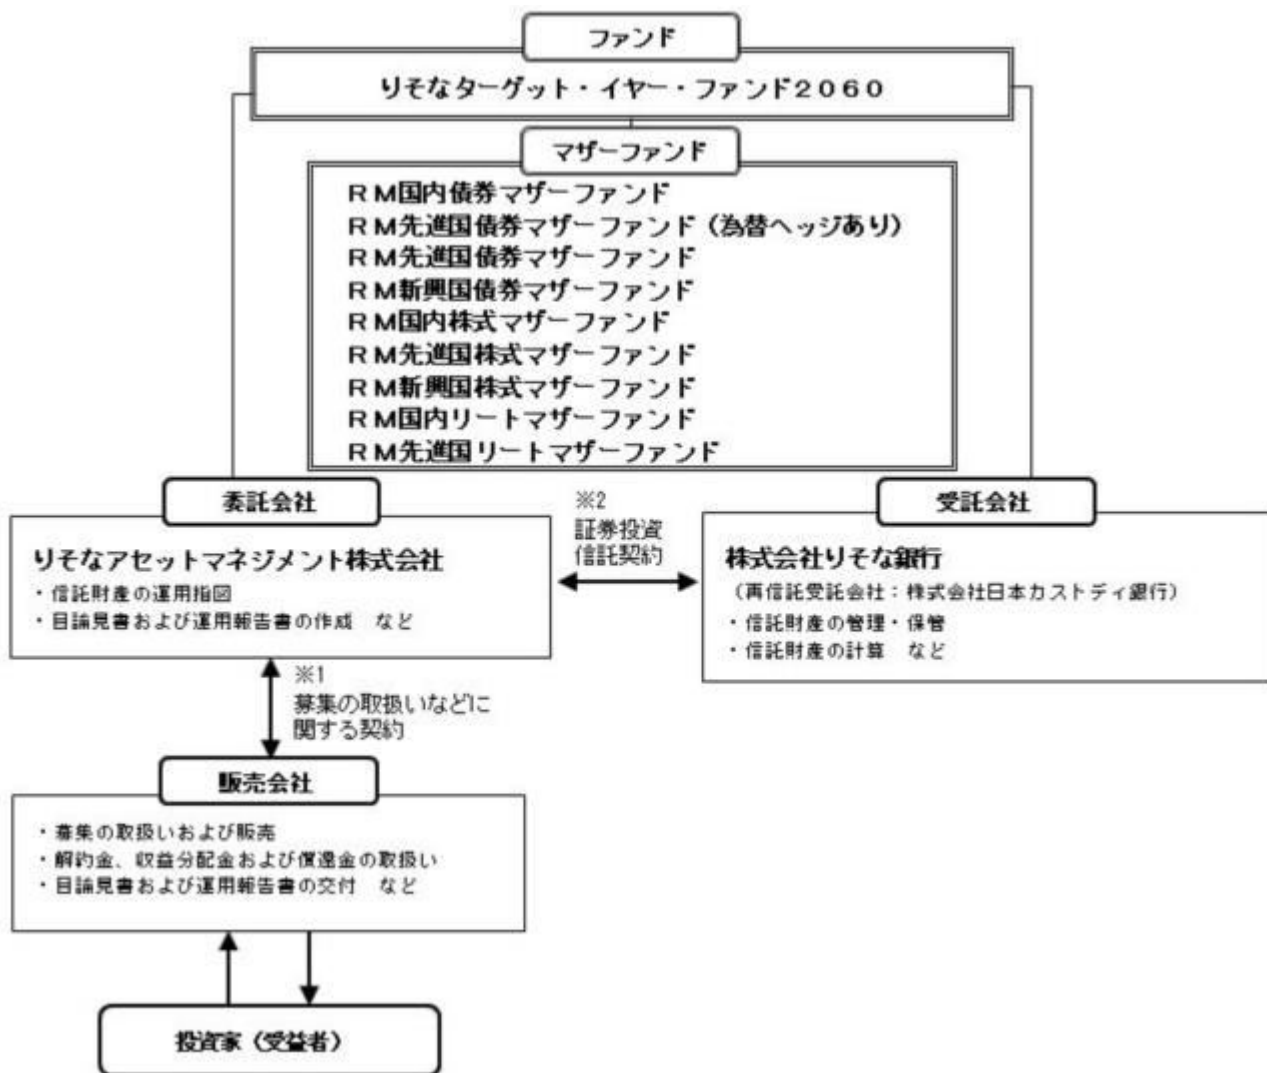 ファンド
りそなターゲット・イヤー・ファンド２０６０
マザーファンド
ＲＭ国内債券マザーファンド
ＲＭ先進国債券マザーファンド（為替ヘッジあり）
ＲＭ先進国債券マザーファンド
ＲＭ新興国債券マザーファンド
ＲＭ国内株式マザーファンド
ＲＭ先進国株式マザーファンド
ＲＭ新興国株式マザーファンド
ＲＭ国内リートマザーファンド
ＲＭ先進国リートマザーファンド
委託会社
りそなアセットマネジメント株式会社
・信託財産の運用指図
・目論見書および運用報告書の作成　など
※2
証券投資
信託契約
受託会社
株式会社りそな銀行
（再信託受託会社：株式会社日本カストディ銀行）
・信託財産の管理・保管
・信託財産の計算　など
※1
募集の取扱いなどに
関する契約
販売会社
・募集の取扱いおよび販売
・解約金、収益分配金および償還金の取扱い
・目論見書および運用報告書の交付　など
投資家（受益者）